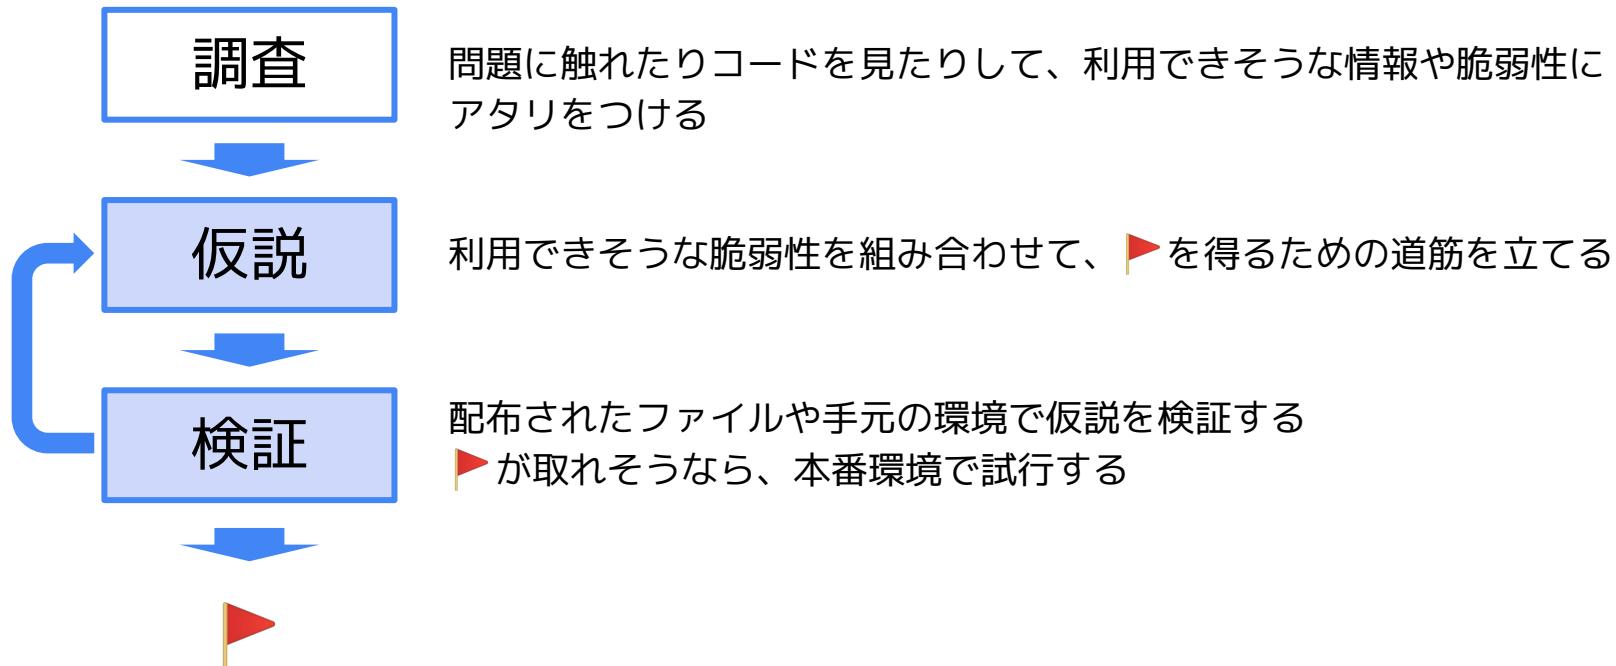 調査
問題に触れたりコードを見たりして、利用できそうな情報や脆弱性に
アタリをつける
仮説
利用できそうな脆弱性を組み合わせて、🚩を得るための道筋を立てる
検証
配布されたファイルや手元の環境で仮説を検証する
🚩が取れそうなら、本番環境で試行する
🚩